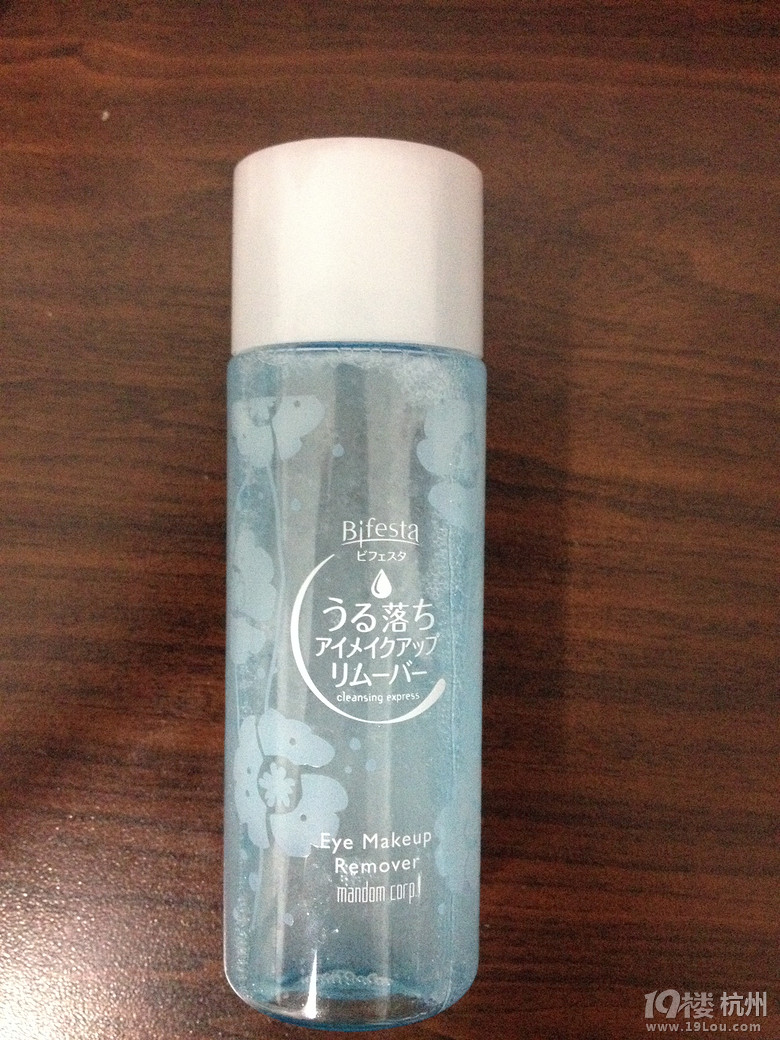 Bifesta
ビフェスタ
うる落ち
アイメイクアップ
リムーバー
cleansing express
Eye Makeup
Remover
mandom corp.
19楼 杭州
www.19Lou.com